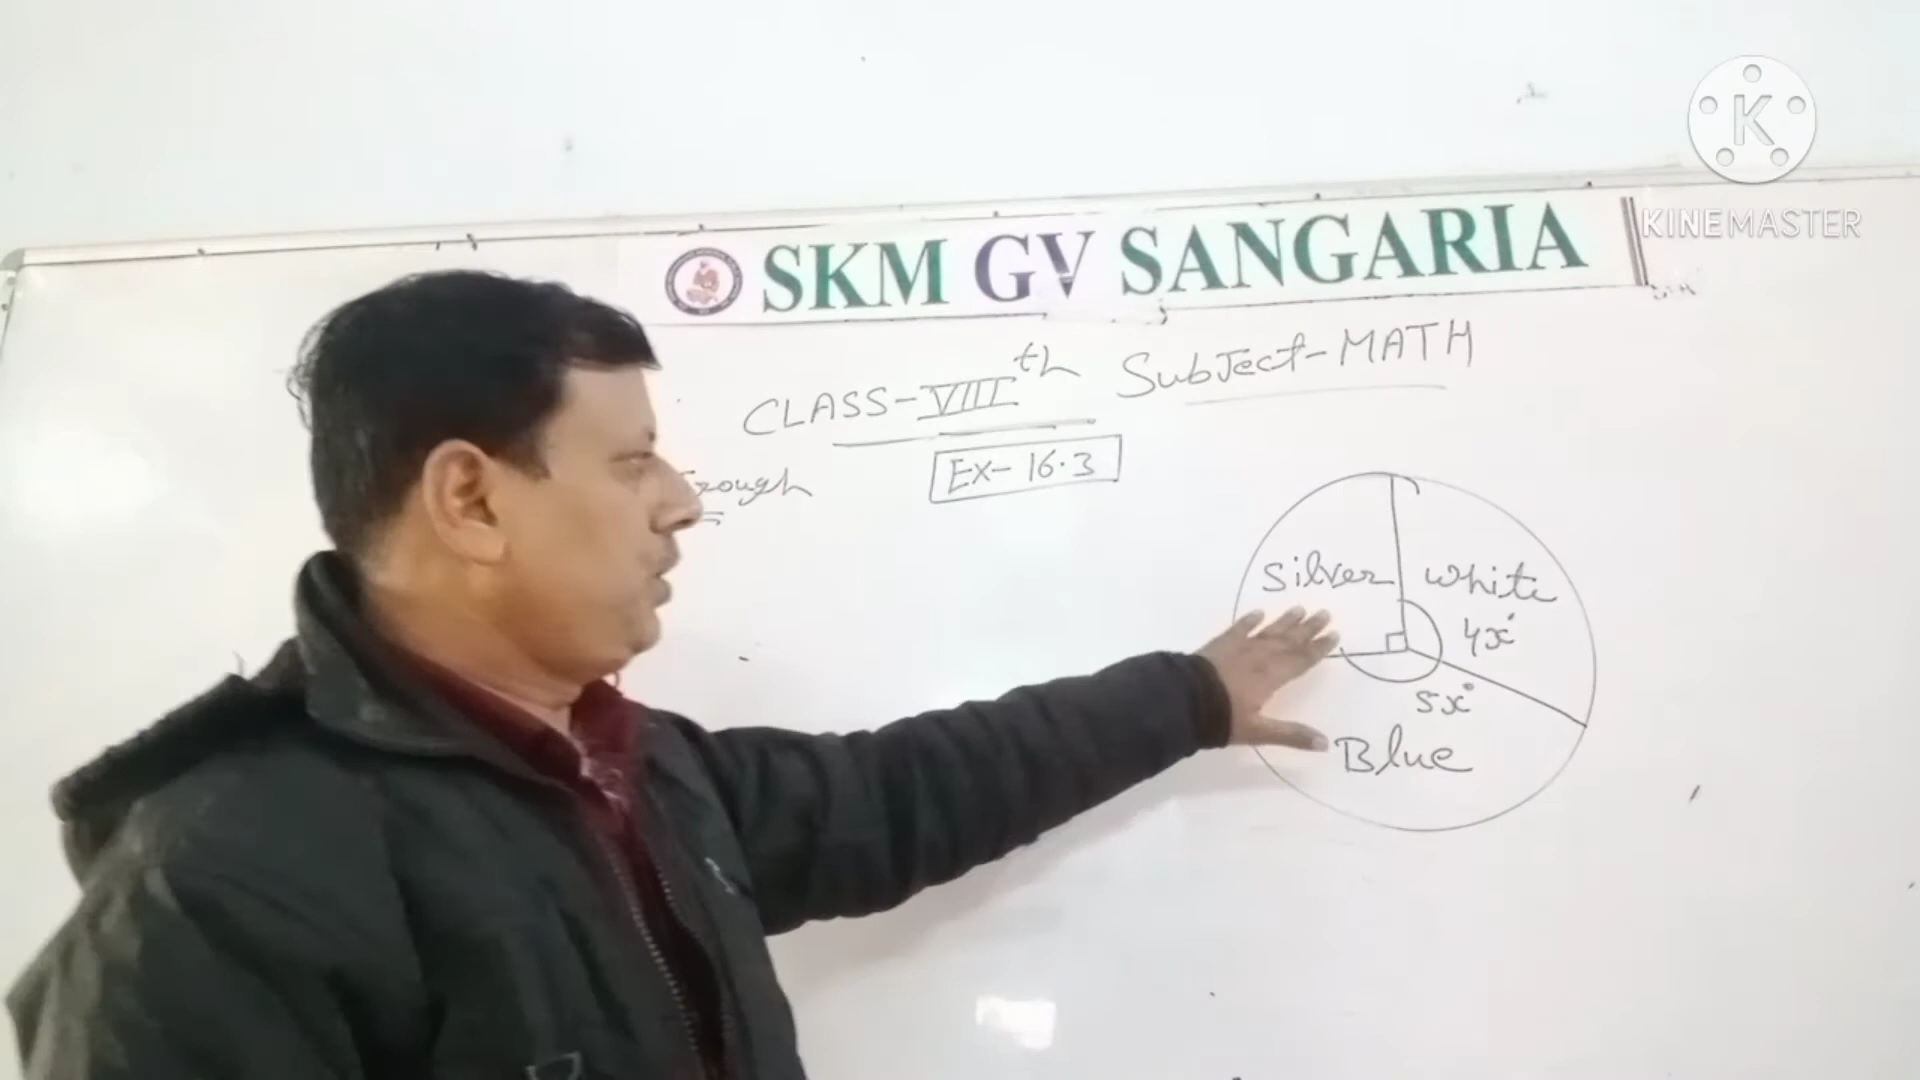 K
KINEMASTER
SKM GV SANGARIA
CLASS-VIIIth Subject-MATH
rough
EX-16.3
Silver
White
4x°
5x°
Blue